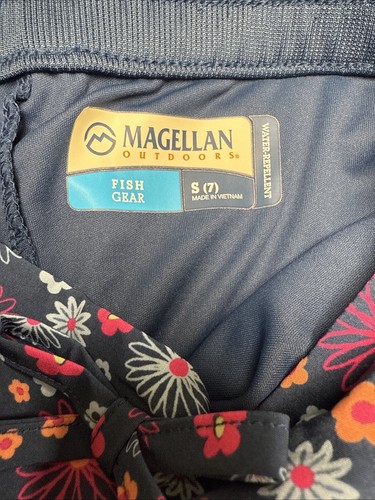 MAGELLAN
OUTDOORS®
FISH
GEAR
S (7)
MADE IN VIETNAM
WATER-REPELLENT